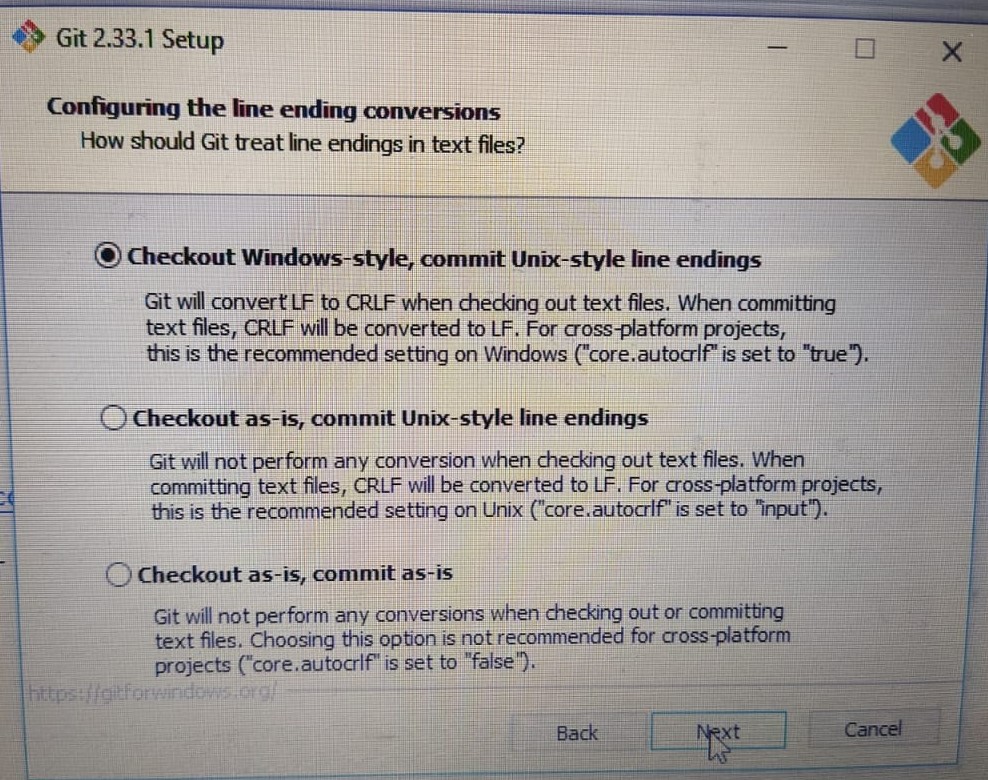 Git 2.33.1 Setup
Configuring the line ending conversions
How should Git treat line endings in text files?
Checkout Windows-style, commit Unix-style line endings
Git will convert LF to CRLF when checking out text files. When committing
text files, CRLF will be converted to LF. For cross-platform projects,
this is the recommended setting on Windows ("core.autocrlf" is set to "true").
Checkout as-is, commit Unix-style line endings
Git will not perform any conversion when checking out text files. When
committing text files, CRLF will be converted to LF. For cross-platform projects,
this is the recommended setting on Unix ("core.autocrlf" is set to "input").
Checkout as-is, commit as-is
Git will not perform any conversions when checking out or committing
text files. Choosing this option is not recommended for cross-platform
projects ("core.autocrlf" is set to "false").
https://gitforwindows.org/
Back
Next
Cancel